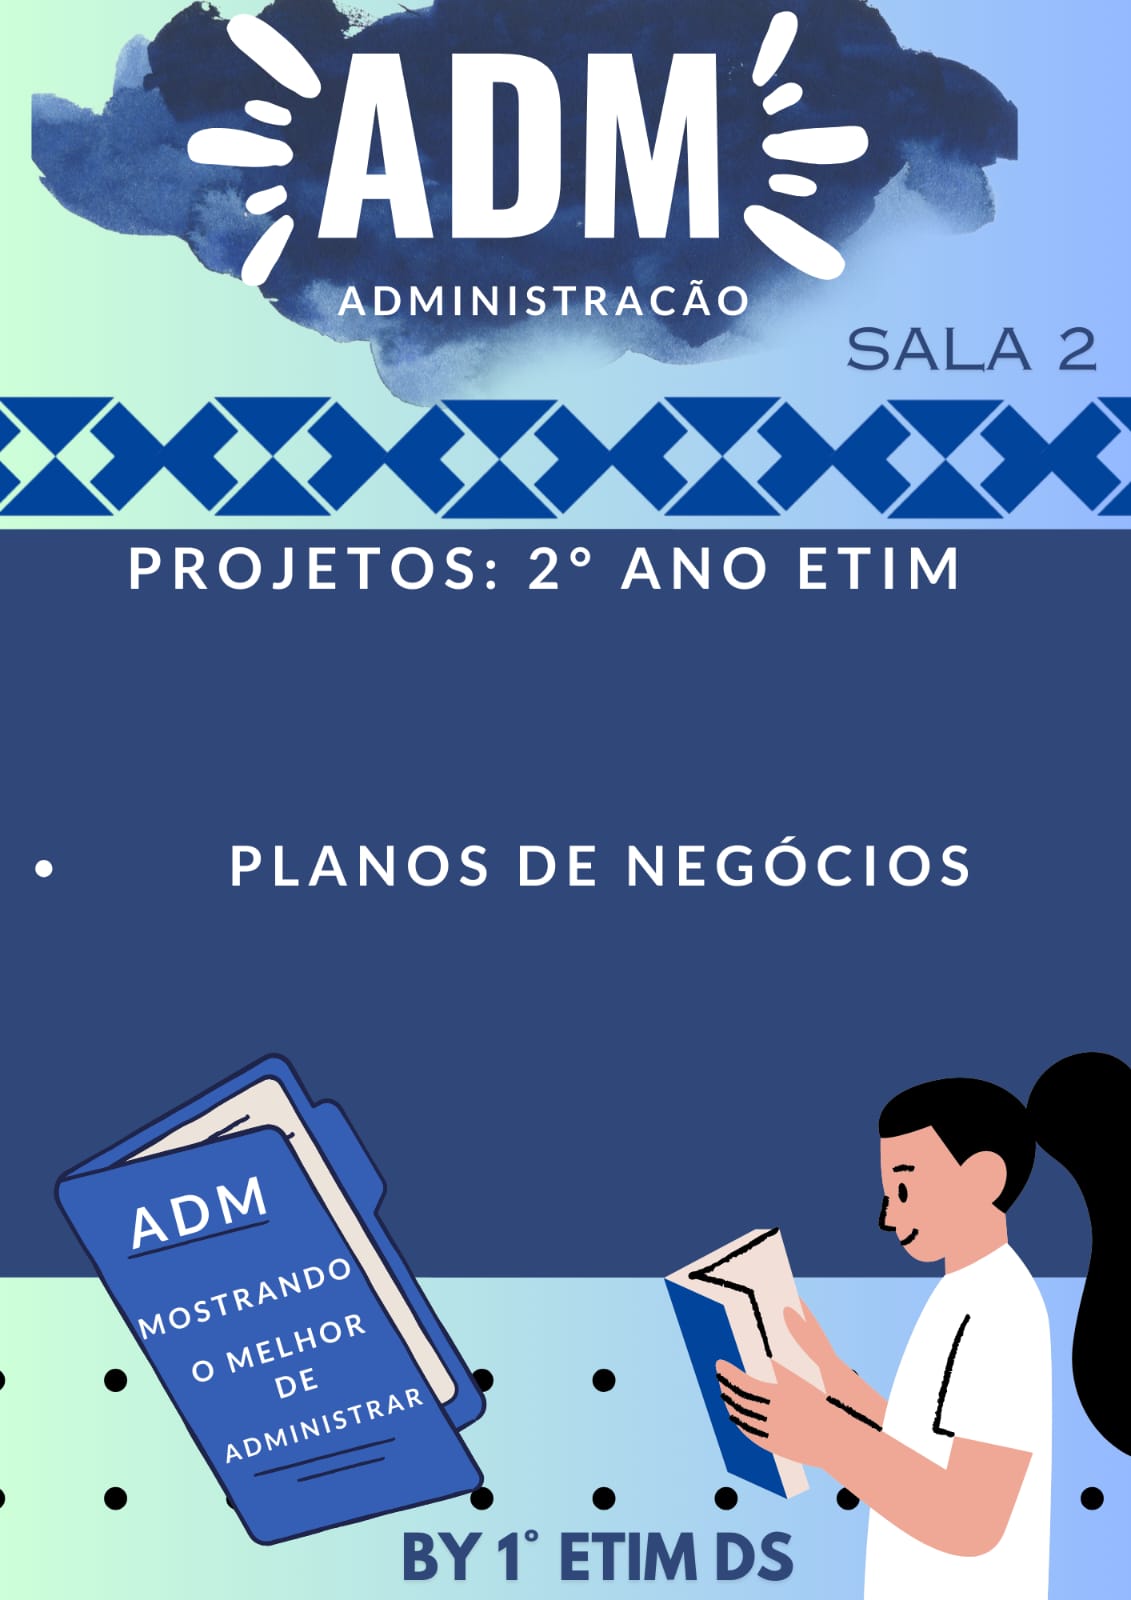 ADM
ADMINISTRACÃO
SALA 2
PROJETOS: 2º ANO ETIM
• PLANOS DE NEGÓCIOS
ADM
MOSTRANDO
O MELHOR
DE
ADMINISTRAR
BY 1° ETIM DS